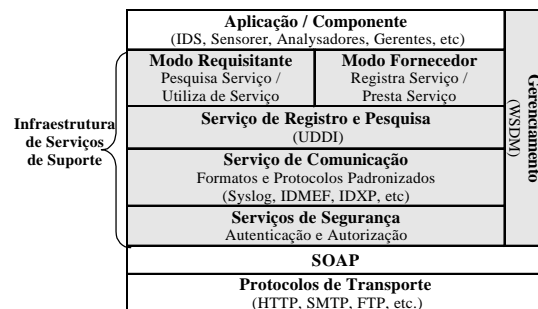 Aplicação / Componente
(IDS, Sensorer, Analysadores, Gerentes, etc)
Modo Requisitante
Pesquisa Serviço /
Utiliza de Serviço
Modo Fornecedor
Registra Serviço /
Presta Serviço
Serviço de Registro e Pesquisa
(UDDI)
Serviço de Comunicação
Formatos e Protocolos Padronizados
(Syslog, IDMEF, IDXP, etc)
Serviços de Segurança
Autenticação e Autorização
SOAP
Protocolos de Transporte
(HTTP, SMTP, FTP, etc.)
Infraestrutura
de Serviços
de Suporte
Gerenciamento
(WSDM)